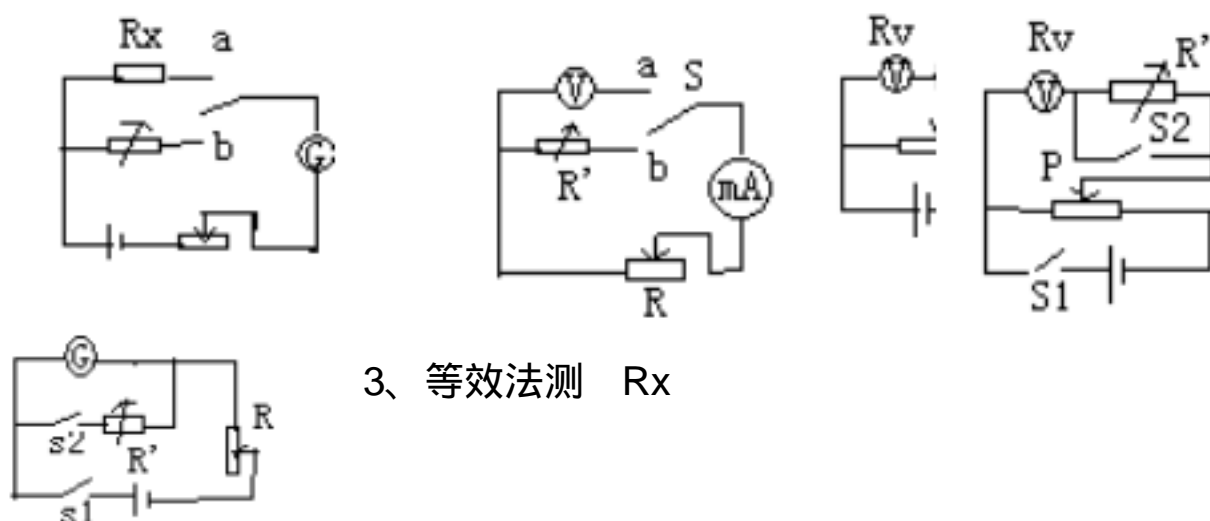 Rx a
b
G
a S
V
R' b
mA
R
Rv
V
Rv
V
R'
S2
P
S1
G
s2 R' R
s1
3、等效法测 Rx